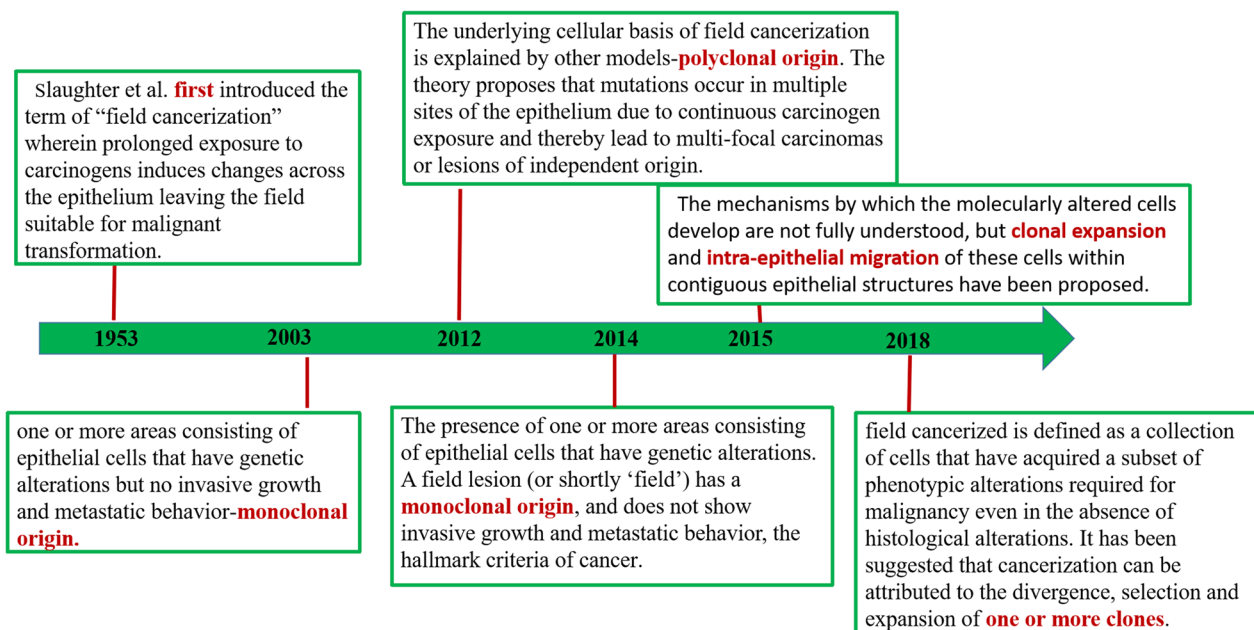 Slaughter et al. first introduced the
term of “field cancerization”
wherein prolonged exposure to
carcinogens induces changes across
the epithelium leaving the field
suitable for malignant
transformation.
The underlying cellular basis of field cancerization
is explained by other models-polyclonal origin. The
theory proposes that mutations occur in multiple
sites of the epithelium due to continuous carcinogen
exposure and thereby lead to multi-focal carcinomas
or lesions of independent origin.
The mechanisms by which the molecularly altered cells
develop are not fully understood, but clonal expansion
and intra-epithelial migration of these cells within
contiguous epithelial structures have been proposed.
1953 2003 2012 2014 2015 2018
one or more areas consisting of
epithelial cells that have genetic
alterations but no invasive growth
and metastatic behavior-monoclonal
origin.
The presence of one or more areas consisting
of epithelial cells that have genetic alterations.
A field lesion (or shortly ‘field’) has a
monoclonal origin, and does not show
invasive growth and metastatic behavior, the
hallmark criteria of cancer.
field cancerized is defined as a collection
of cells that have acquired a subset of
phenotypic alterations required for
malignancy even in the absence of
histological alterations. It has been
suggested that cancerization can be
attributed to the divergence, selection and
expansion of one or more clones.